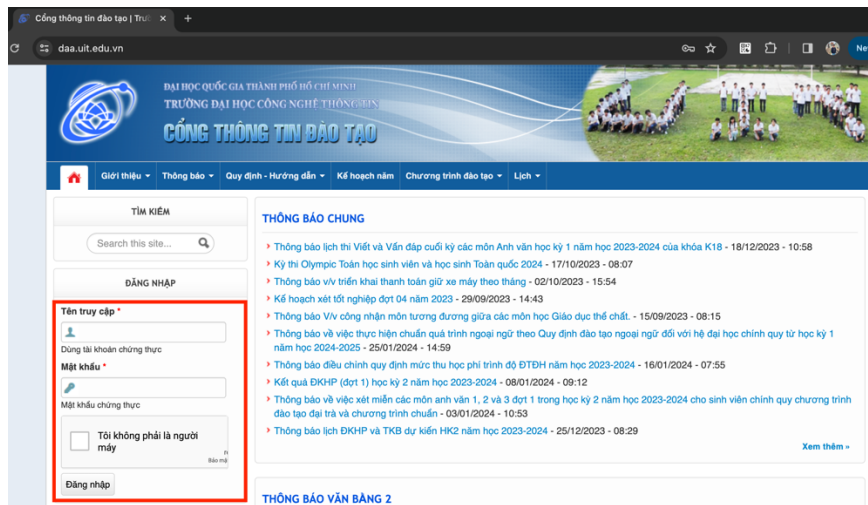 Cổng thông tin đào tạo | Trườ
daa.uit.edu.vn
New
ĐẠI HỌC QUỐC GIA THÀNH PHỐ HỒ CHÍ MINH
TRƯỜNG ĐẠI HỌC CÔNG NGHỆ THÔNG TIN
CỔNG THÔNG TIN ĐÀO TẠO
Giới thiệu Thông báo Quy định - Hướng dẫn Kế hoạch năm Chương trình đào tạo Lịch
TÌM KIẾM
Search this site...
ĐĂNG NHẬP
Tên truy cập *
Dùng tài khoản chứng thực
Mật khẩu *
Mật khẩu chứng thực
Tôi không phải là người
máy
Bảo mậ
Đăng nhập
THÔNG BÁO CHUNG
Thông báo lịch thi Viết và Vấn đáp cuối kỳ các môn Anh văn học kỳ 1 năm học 2023-2024 của khóa K18 - 18/12/2023 - 10:58
Kỳ thi Olympic Toán học sinh viên và học sinh Toàn quốc 2024 - 17/10/2023 - 08:07
Thông báo v/v triển khai thanh toán giữ xe máy theo tháng - 02/10/2023 - 15:54
Kế hoạch xét tốt nghiệp đợt 04 năm 2023 - 29/09/2023 - 14:43
Thông báo V/v công nhận môn tương đương giữa các môn học Giáo dục thể chất. - 15/09/2023 - 08:15
Thông báo về việc thực hiện chuẩn quá trình ngoại ngữ theo Quy định đào tạo ngoại ngữ đối với hệ đại học chính quy từ học kỳ 1
năm học 2024-2025 - 25/01/2024 - 14:59
Thông báo điều chỉnh quy định mức thu học phí trình độ ĐTĐH năm học 2023-2024 - 16/01/2024 - 07:55
Kết quả ĐKHP (đợt 1) học kỳ 2 năm học 2023-2024 - 08/01/2024 - 09:12
Thông báo về việc xét miễn các môn anh văn 1, 2 và 3 đợt 1 trong học kỳ 2 năm học 2023-2024 cho sinh viên chính quy chương trình
đào tạo đại trà và chương trình chuẩn - 03/01/2024 - 10:53
Thông báo lịch ĐKHP và TKB dự kiến HK2 năm học 2023-2024 - 25/12/2023 - 08:29
Xem thêm »
THÔNG BÁO VĂN BẰNG 2